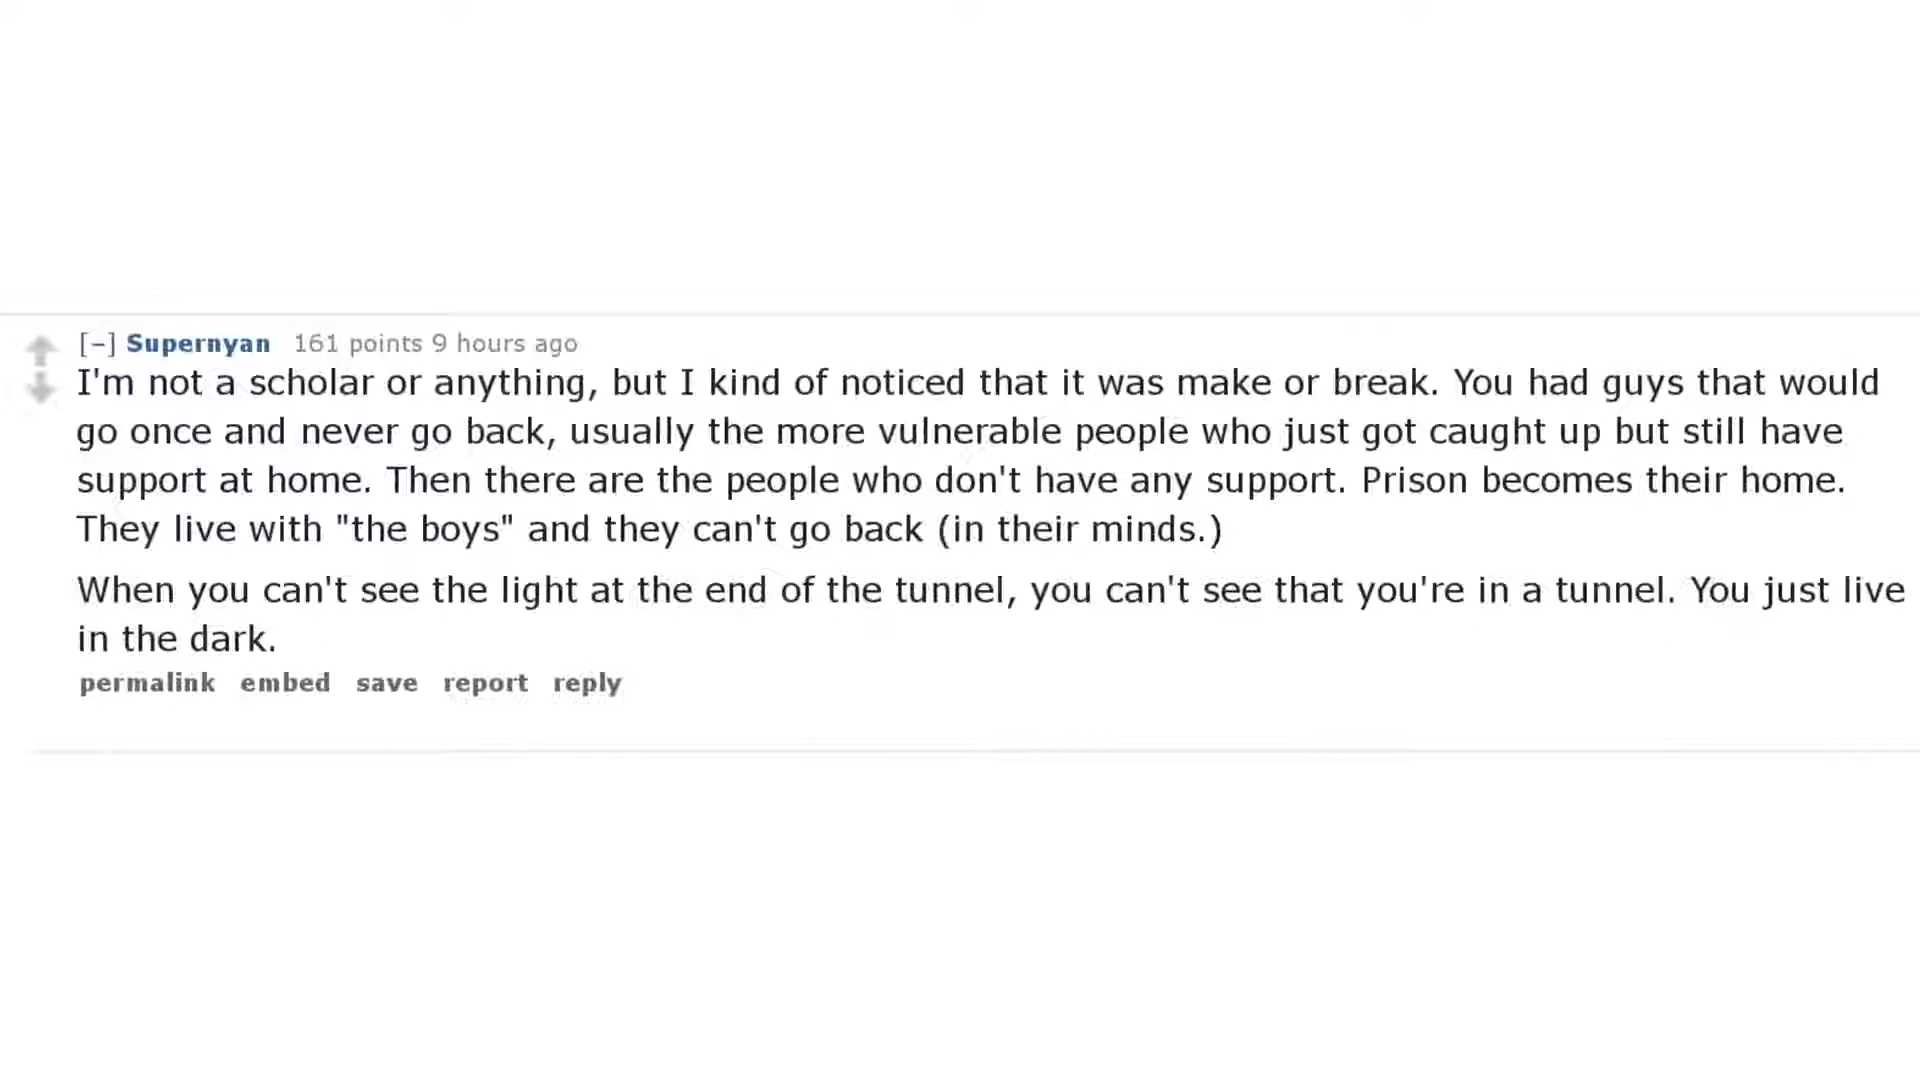 [–] Supernyan 161 points 9 hours ago
I'm not a scholar or anything, but I kind of noticed that it was make or break. You had guys that would
go once and never go back, usually the more vulnerable people who just got caught up but still have
support at home. Then there are the people who don't have any support. Prison becomes their home.
They live with "the boys" and they can't go back (in their minds.)
When you can't see the light at the end of the tunnel, you can't see that you're in a tunnel. You just live
in the dark.
permalink embed save report reply